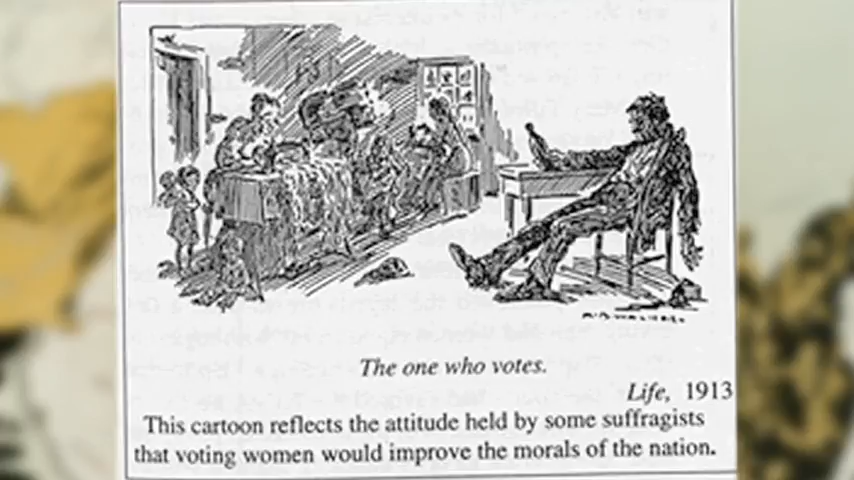 The one who votes.
Life, 1913
This cartoon reflects the attitude held by some suffragists
that voting women would improve the morals of the nation.